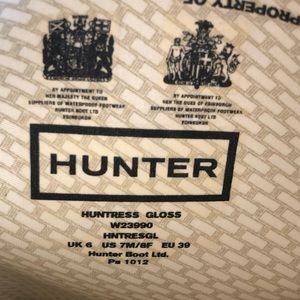 PROPERTY OF
BY APPOINTMENT TO
HER MAJESTY THE QUEEN
SUPPLIERS OF WATERPROOF FOOTWEAR
HUNTER BOOT LTD
EDINBURGH
BY APPOINTMENT TO
HRH THE DUKE OF EDINBURGH
SUPPLIERS OF WATERPROOF FOOTWEAR
HUNTER BOOT LTD
EDINBURGH
HUNTER
HUNTRESS GLOSS
W23990
HNTRESGL
UK 6 US 7M/8F EU 39
Hunter Boot Ltd.
Ps 1012